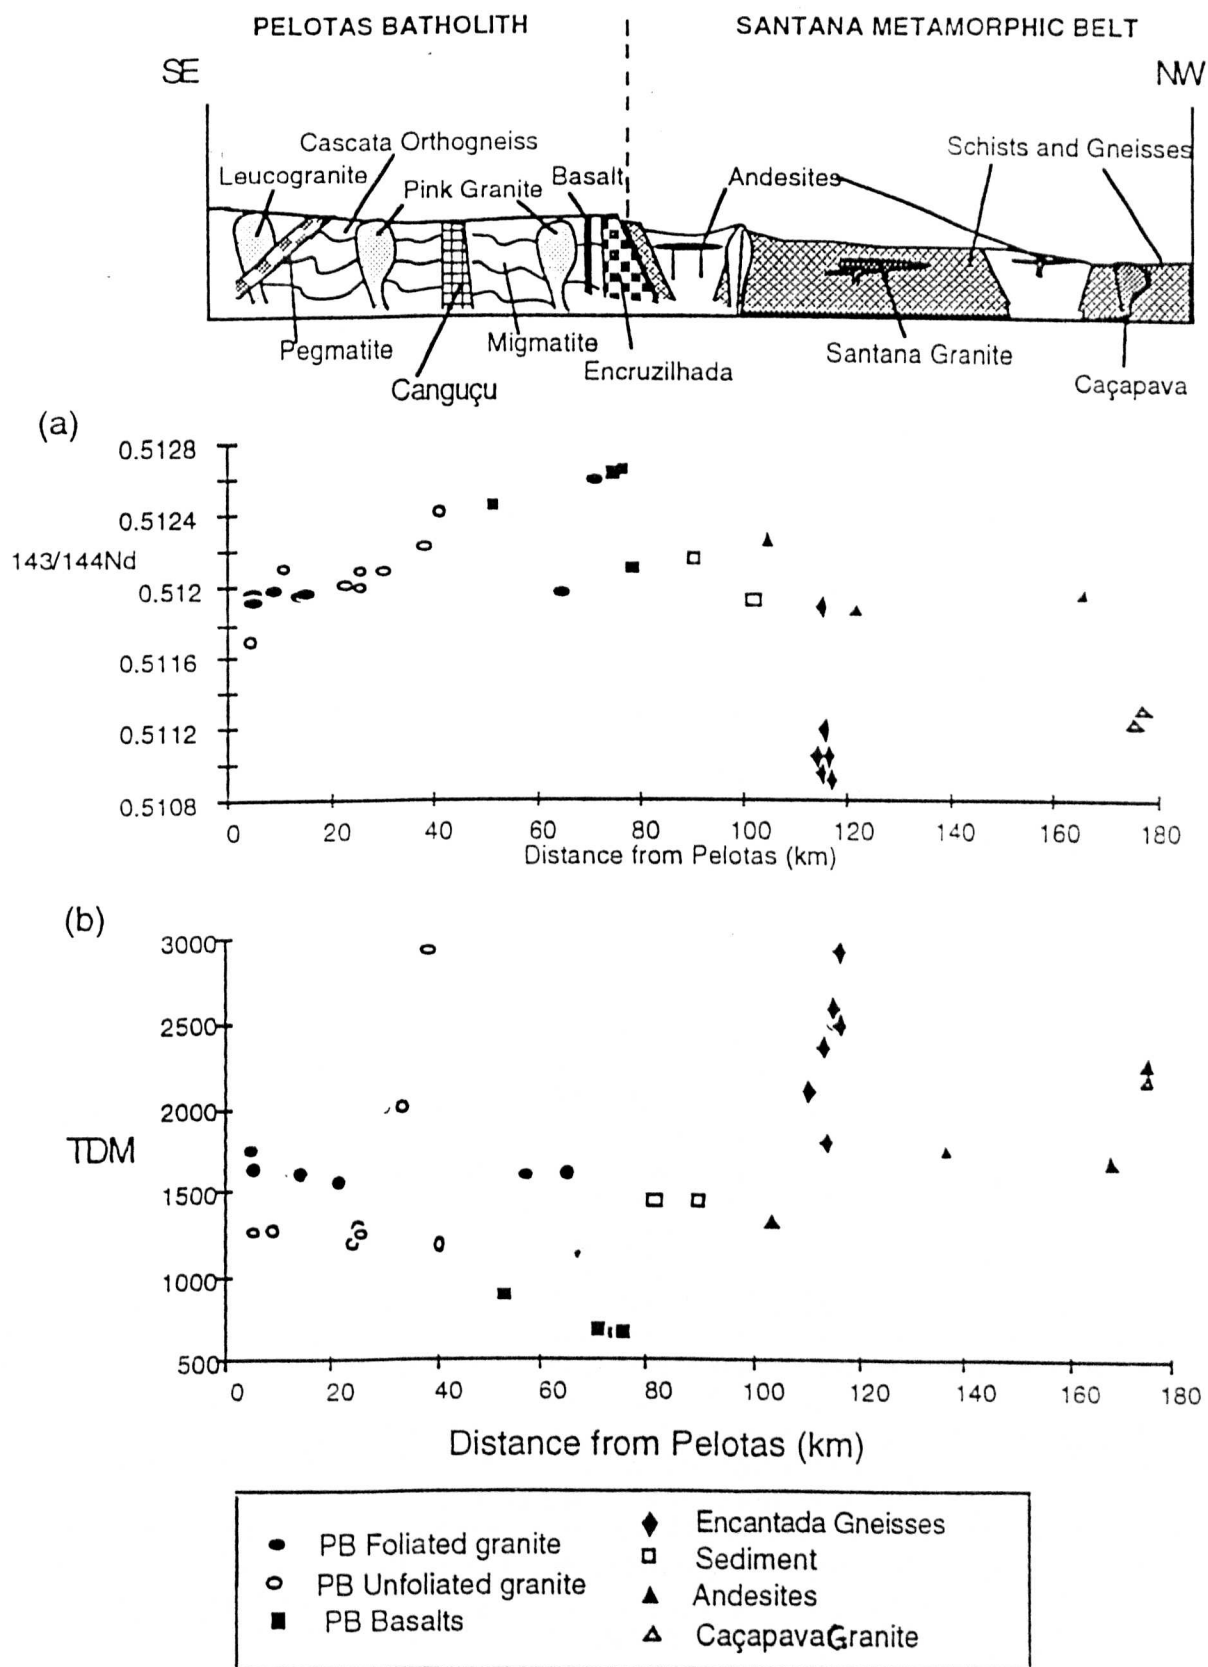 PELOTAS BATHOLITH
SANTANA METAMORPHIC BELT
SE
NW
Cascata Orthogneiss
Schists and Gneisses
Leucogranite
Pink Granite
Basalt
Andesites
Pegmatite
Migmatite
Santana Granite
Encruzilhada
Canguçu
Caçapava
(a)
0.5128
0.5124
143/144Nd
0.512
0.5116
0.5112
0.5108
0 20 40 60 80 100 120 140 160 180
Distance from Pelotas (km)
(b)
3000
2500
2000
TDM
1500
1000
500
0 20 40 60 80 100 120 140 160 180
Distance from Pelotas (km)
PB Foliated granite
PB Unfoliated granite
PB Basalts
Encantada Gneisses
Sediment
Andesites
Caçapava Granite